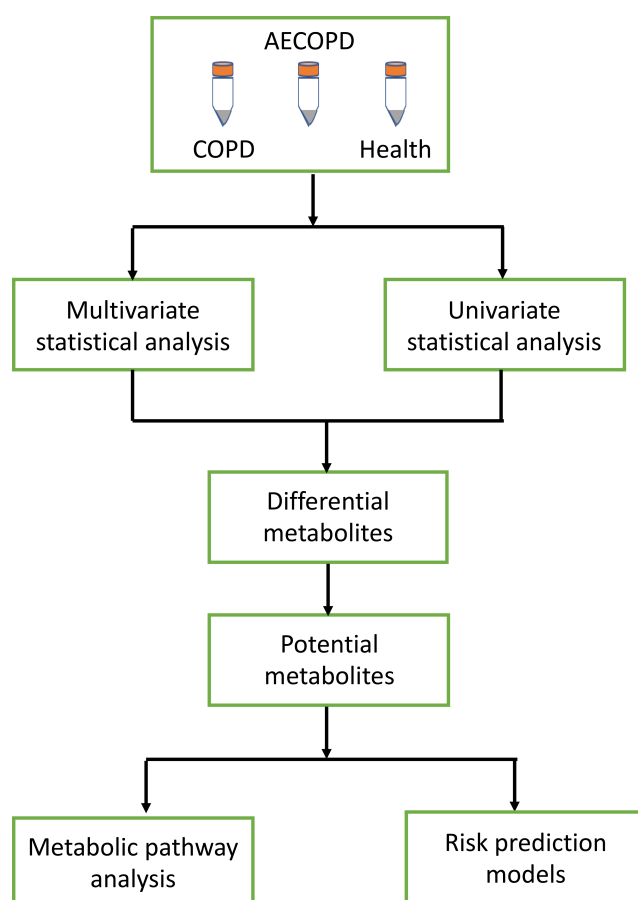 AECOPD
COPD
Health
Multivariate
statistical analysis
Univariate
statistical analysis
Differential
metabolites
Potential
metabolites
Metabolic pathway
analysis
Risk prediction
models